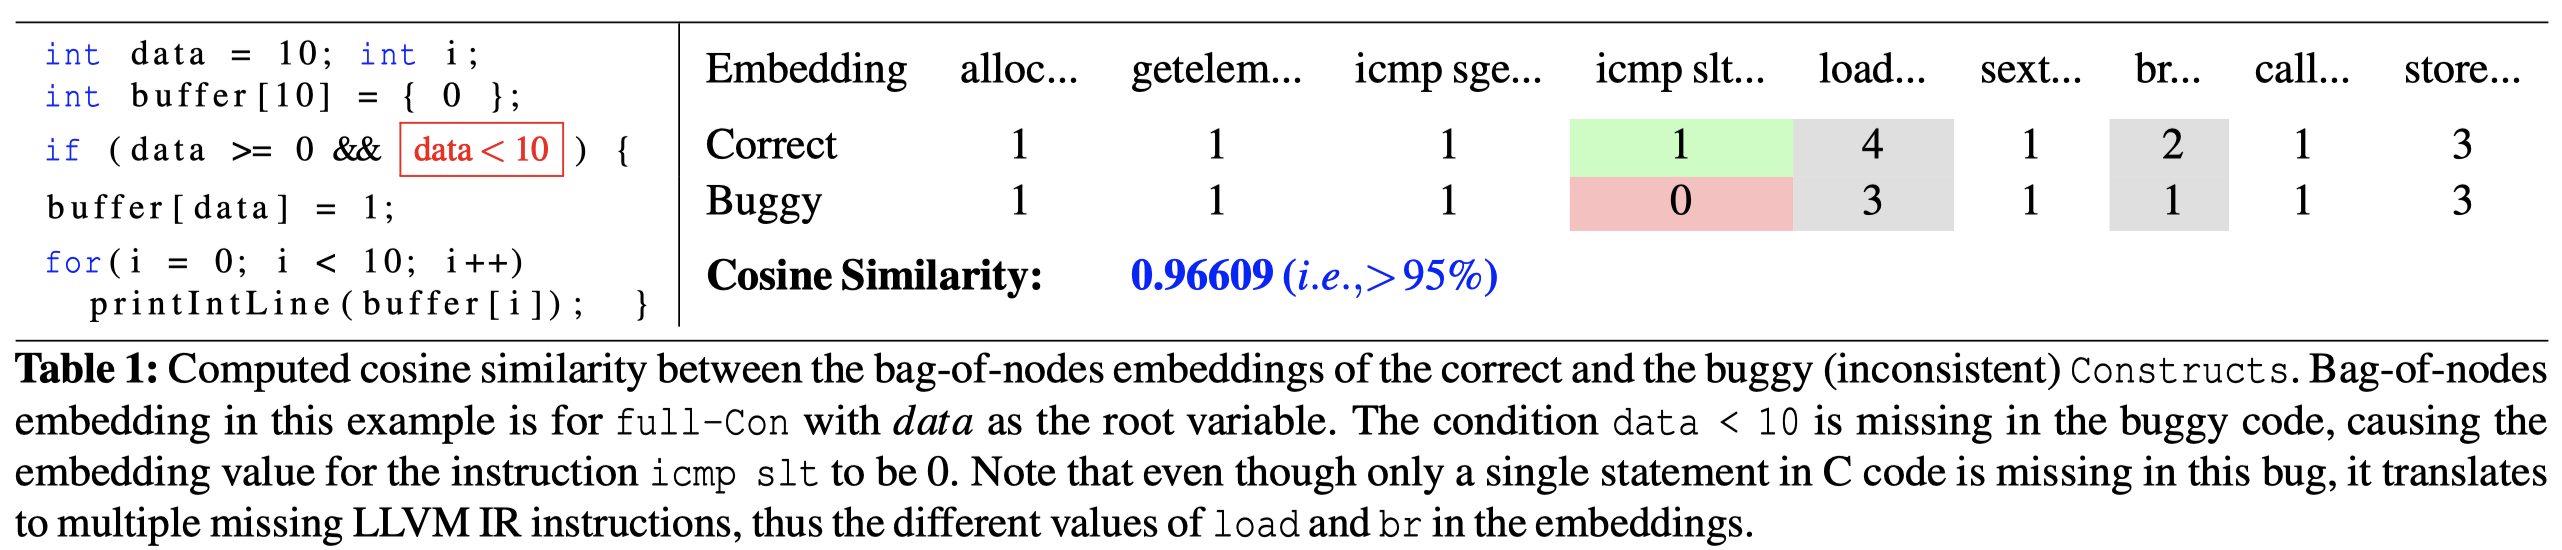 int data = 10; int i;
int buffer[10] = { 0 };
if (data >= 0 && data < 10 ) {
buffer[data] = 1;
for(i = 0; i < 10; i++)
printIntLine(buffer[i]); }
Embedding alloc... getelem... icmp sge... icmp slt... load... sext... br... call... store...
Correct 1 1 1 1 4 1 2 1 3
Buggy 1 1 1 0 3 1 1 1 3
Cosine Similarity: 0.96609 (i.e.,> 95%)
Table 1: Computed cosine similarity between the bag-of-nodes embeddings of the correct and the buggy (inconsistent) Constructs. Bag-of-nodes
embedding in this example is for full-Con with data as the root variable. The condition data < 10 is missing in the buggy code, causing the
embedding value for the instruction icmp slt to be 0. Note that even though only a single statement in C code is missing in this bug, it translates
to multiple missing LLVM IR instructions, thus the different values of load and br in the embeddings.